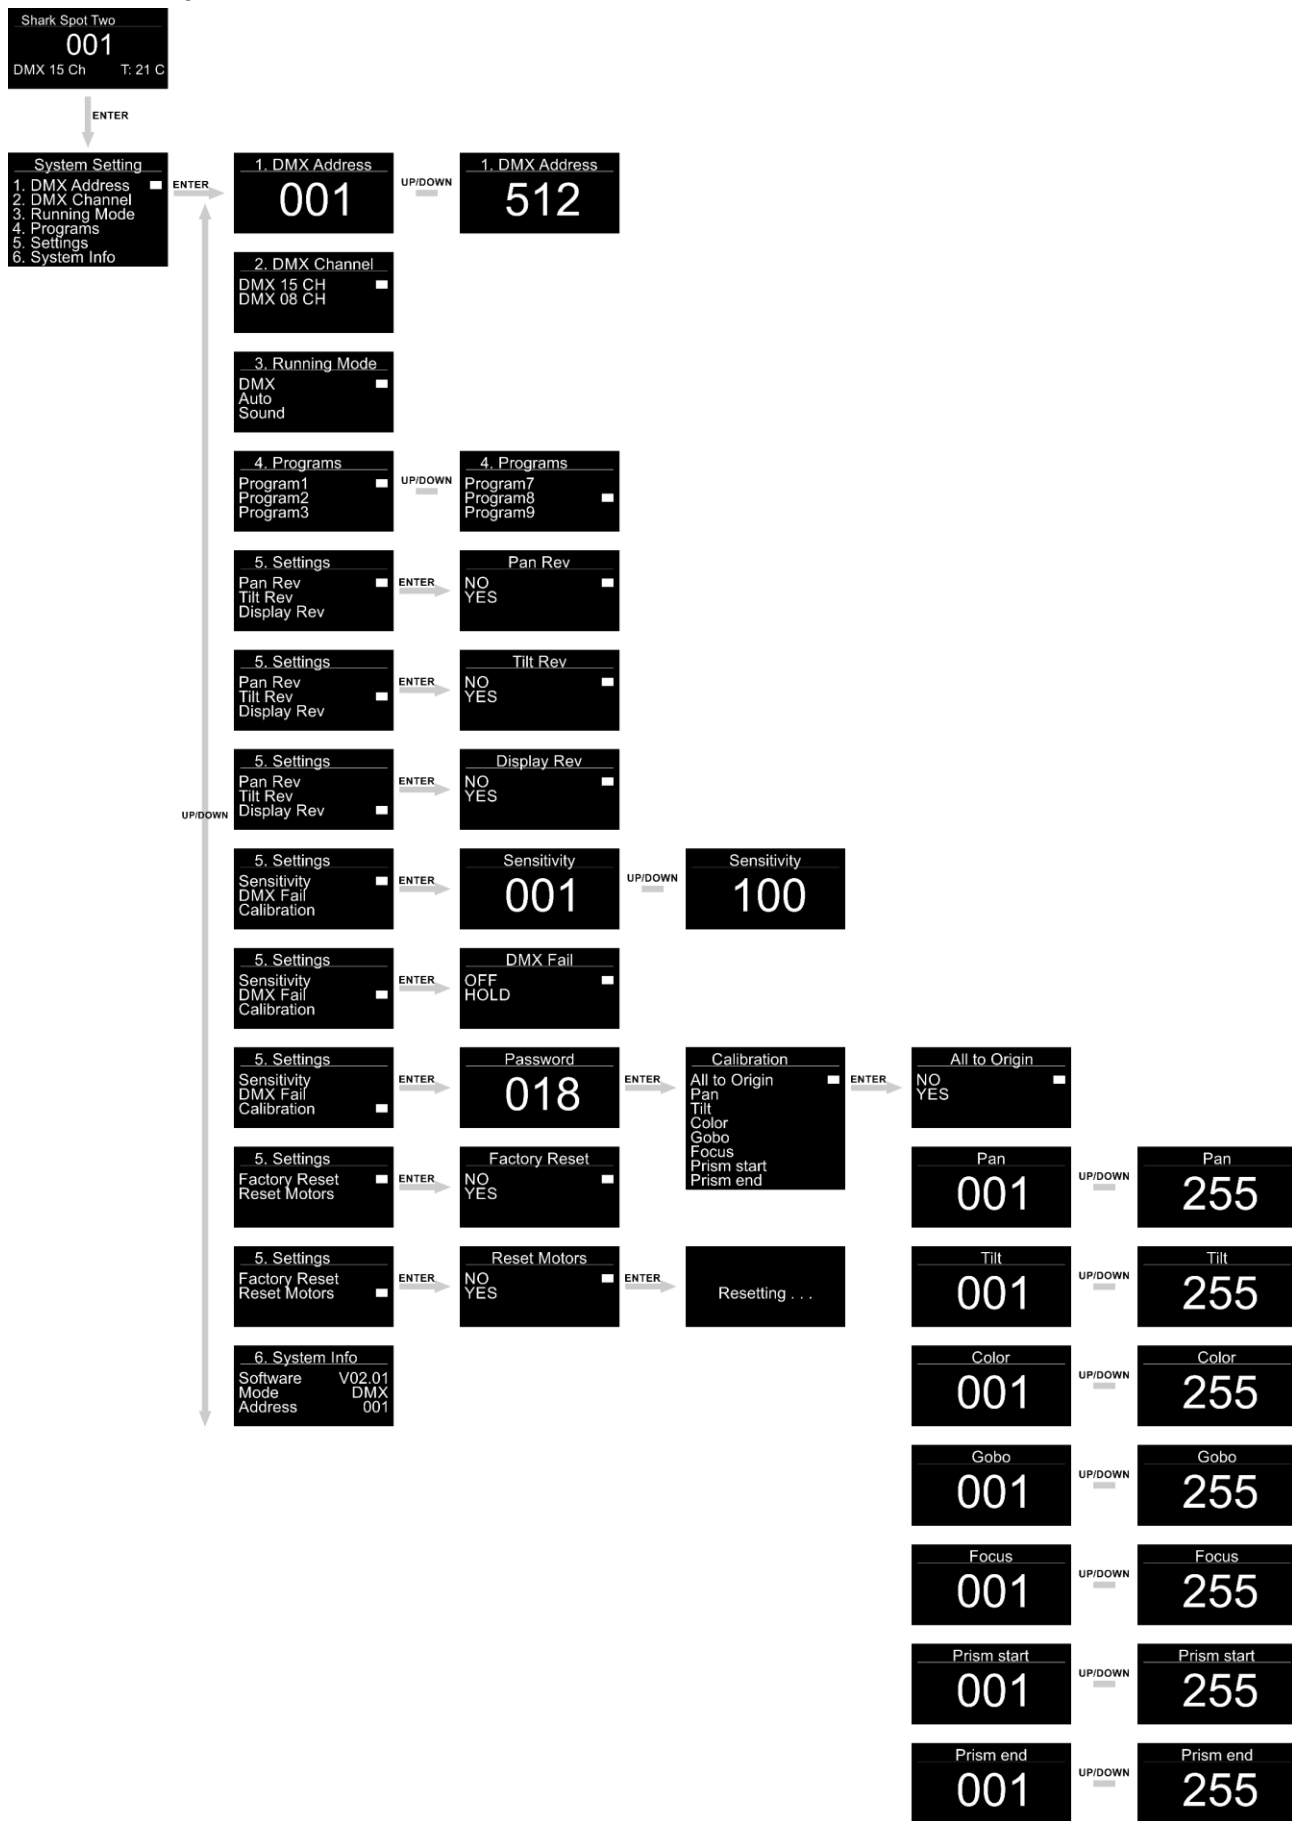 Shark Spot Two
001
DMX 15 Ch T: 21 C
ENTER
System Setting
1. DMX Address
2. DMX Channel
3. Running Mode
4. Programs
5. Settings
6. System Info
ENTER
UP/DOWN
1. DMX Address
001
UP/DOWN
1. DMX Address
512
2. DMX Channel
DMX 15 CH
DMX 08 CH
3. Running Mode
DMX
Auto
Sound
4. Programs
Program1
Program2
Program3
UP/DOWN
4. Programs
Program7
Program8
Program9
5. Settings
Pan Rev
Tilt Rev
Display Rev
ENTER
Pan Rev
NO
YES
5. Settings
Pan Rev
Tilt Rev
Display Rev
ENTER
Tilt Rev
NO
YES
5. Settings
Pan Rev
Tilt Rev
Display Rev
ENTER
Display Rev
NO
YES
5. Settings
Sensitivity
DMX Fail
Calibration
ENTER
Sensitivity
001
UP/DOWN
Sensitivity
100
5. Settings
Sensitivity
DMX Fail
Calibration
ENTER
DMX Fail
OFF
HOLD
5. Settings
Sensitivity
DMX Fail
Calibration
ENTER
Password
018
ENTER
Calibration
All to Origin
Pan
Tilt
Color
Gobo
Focus
Prism start
Prism end
ENTER
All to Origin
NO
YES
5. Settings
Factory Reset
Reset Motors
ENTER
Factory Reset
NO
YES
Pan
001
UP/DOWN
Pan
255
5. Settings
Factory Reset
Reset Motors
ENTER
Reset Motors
NO
YES
ENTER
Resetting . . .
Tilt
001
UP/DOWN
Tilt
255
6. System Info
Software V02.01
Mode DMX
Address 001
Color
001
UP/DOWN
Color
255
Gobo
001
UP/DOWN
Gobo
255
Focus
001
UP/DOWN
Focus
255
Prism start
001
UP/DOWN
Prism start
255
Prism end
001
UP/DOWN
Prism end
255